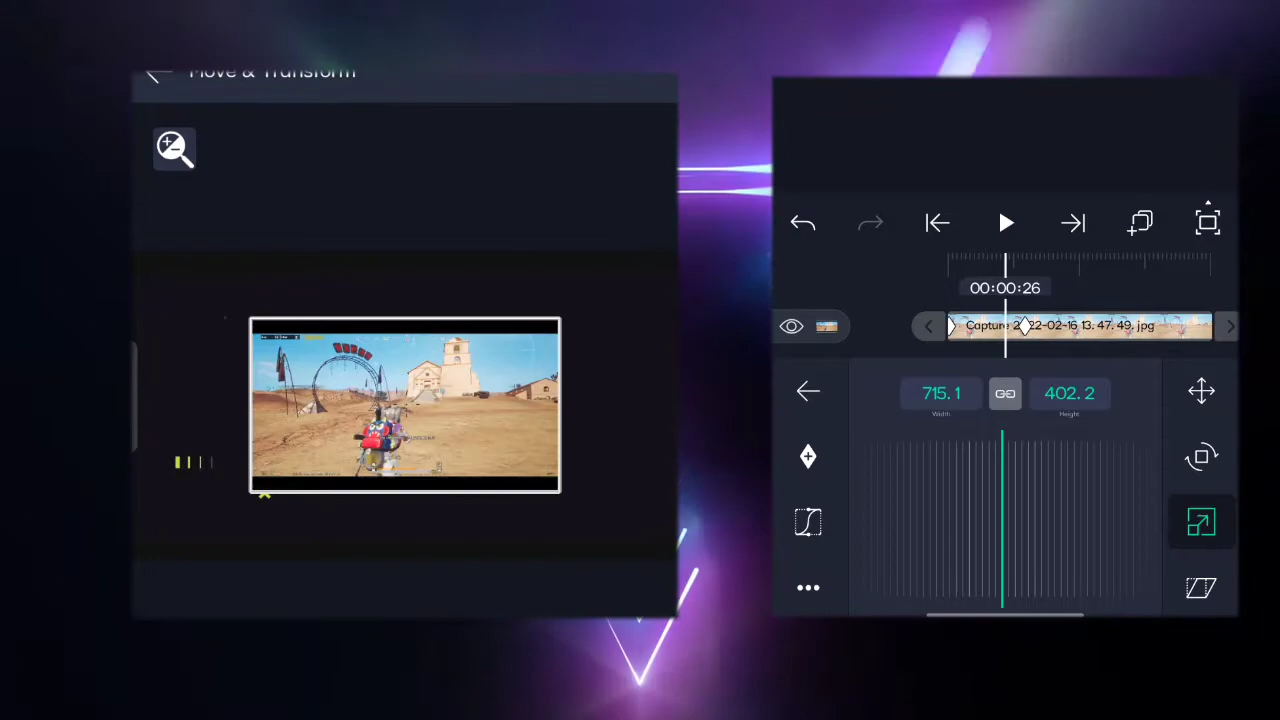 Move & Transform
00:00:26
Capture 2022-02-16 13. 47. 49. jpg
715.1
402.2
Width
Height